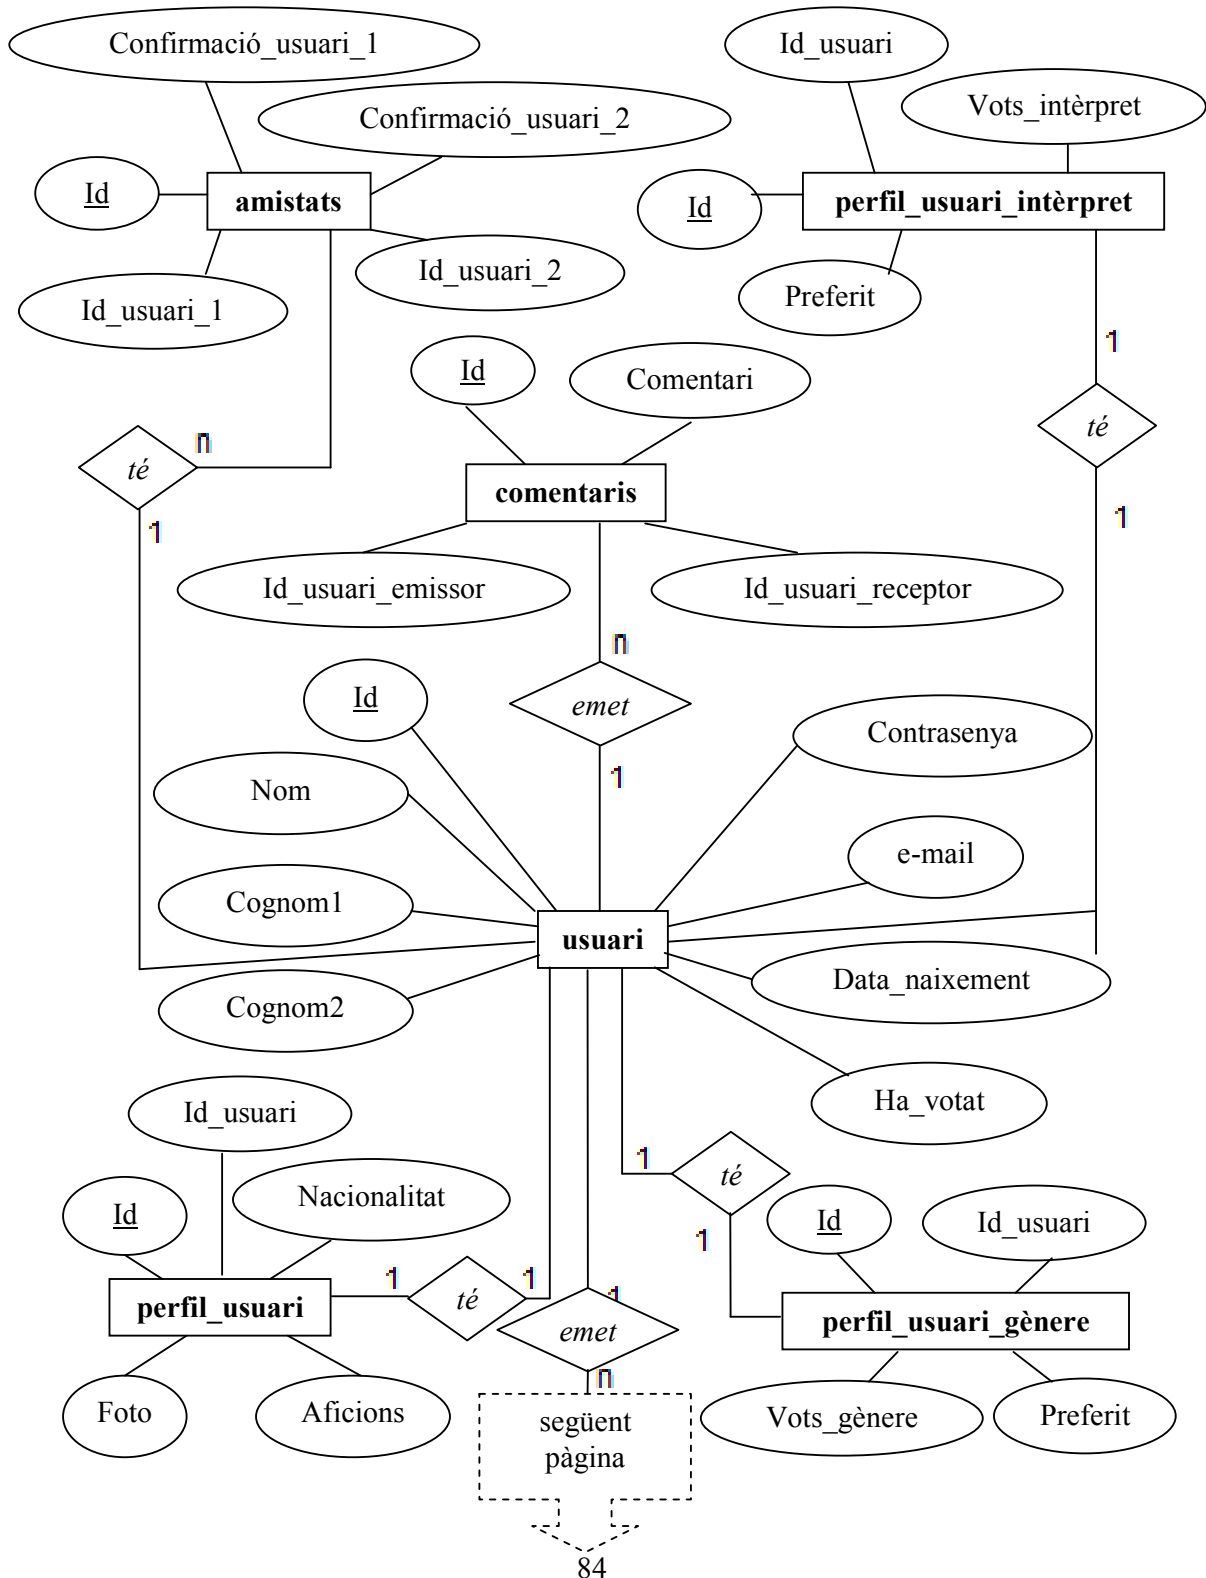 Confirmació_usuari_1
Id_usuari
Confirmació_usuari_2
Vots_intèrpret
Id
amistats
Id
perfil_usuari_intèrpret
Id_usuari_2
Id_usuari_1
Preferit
1
Id
Comentari
té
n
té
comentaris
1
1
Id_usuari_emissor
Id_usuari_receptor
n
Id
emet
Contrasenya
1
Nom
e-mail
Cognom1
usuari
Data_naixement
Cognom2
Ha_votat
Id_usuari
1
té
Nacionalitat
Id
Id
Id_usuari
1
1
1
té
1
perfil_usuari
emet
perfil_usuari_gènere
n
Foto
Aficions
següent
pàgina
Vots_gènere
Preferit
84